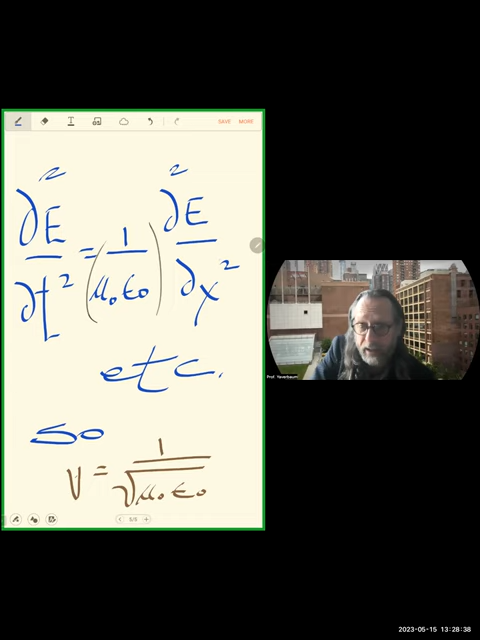 SAVE MORE
∂²E/∂t² = (1/μ₀ε₀) ∂²E/∂x²
etc.
so
v = 1/√μ₀ε₀
5/5
Prof. Yaverbaum
2023-05-15 13:28:38